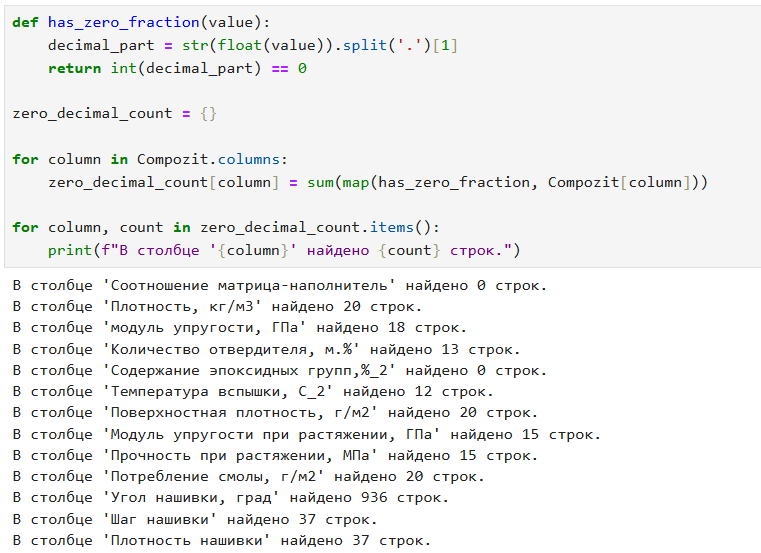 def has_zero_fraction(value):
    decimal_part = str(float(value)).split('.')[1]
    return int(decimal_part) == 0

zero_decimal_count = {}

for column in Compozit.columns:
    zero_decimal_count[column] = sum(map(has_zero_fraction, Compozit[column]))

for column, count in zero_decimal_count.items():
    print(f"В столбце '{column}' найдено {count} строк.")
В столбце 'Соотношение матрица-наполнитель' найдено 0 строк.
В столбце 'Плотность, кг/м3' найдено 20 строк.
В столбце 'модуль упругости, ГПа' найдено 18 строк.
В столбце 'Количество отвердителя, м.%' найдено 13 строк.
В столбце 'Содержание эпоксидных групп,%_2' найдено 0 строк.
В столбце 'Температура вспышки, С_2' найдено 12 строк.
В столбце 'Поверхностная плотность, г/м2' найдено 20 строк.
В столбце 'Модуль упругости при растяжении, ГПа' найдено 15 строк.
В столбце 'Прочность при растяжении, МПа' найдено 15 строк.
В столбце 'Потребление смолы, г/м2' найдено 20 строк.
В столбце 'Угол нашивки, град' найдено 936 строк.
В столбце 'Шаг нашивки' найдено 37 строк.
В столбце 'Плотность нашивки' найдено 37 строк.